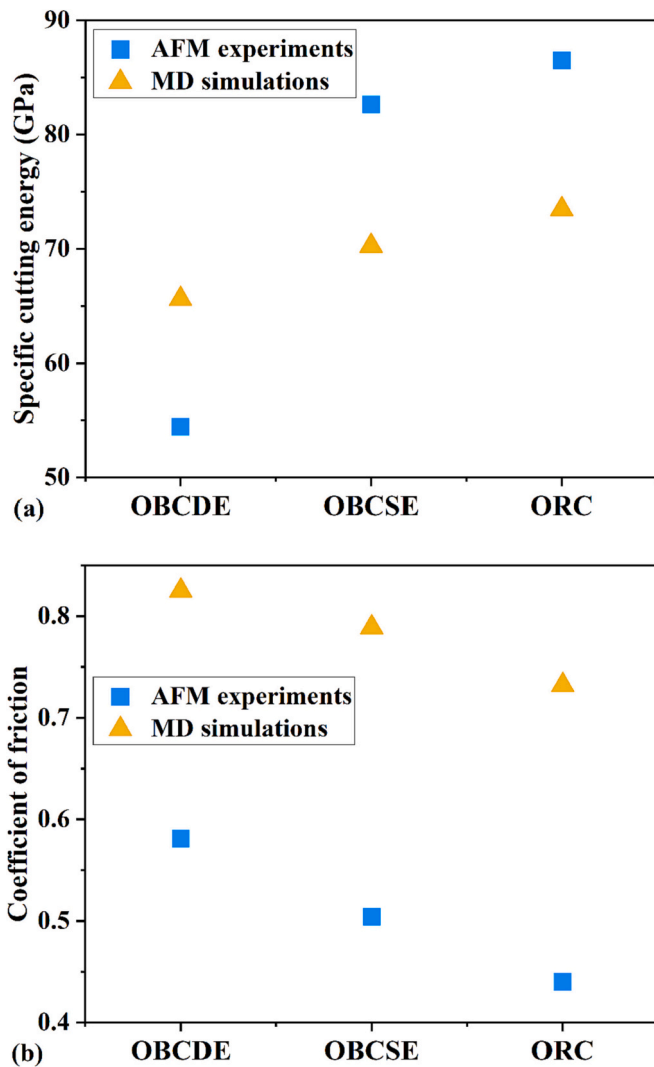 90
80
70
60
50
Specific cutting energy (GPa)
AFM experiments
MD simulations
(a)
OBCDE OBCSE ORC
0.8
0.7
0.6
0.5
0.4
Coefficient of friction
AFM experiments
MD simulations
(b)
OBCDE OBCSE ORC